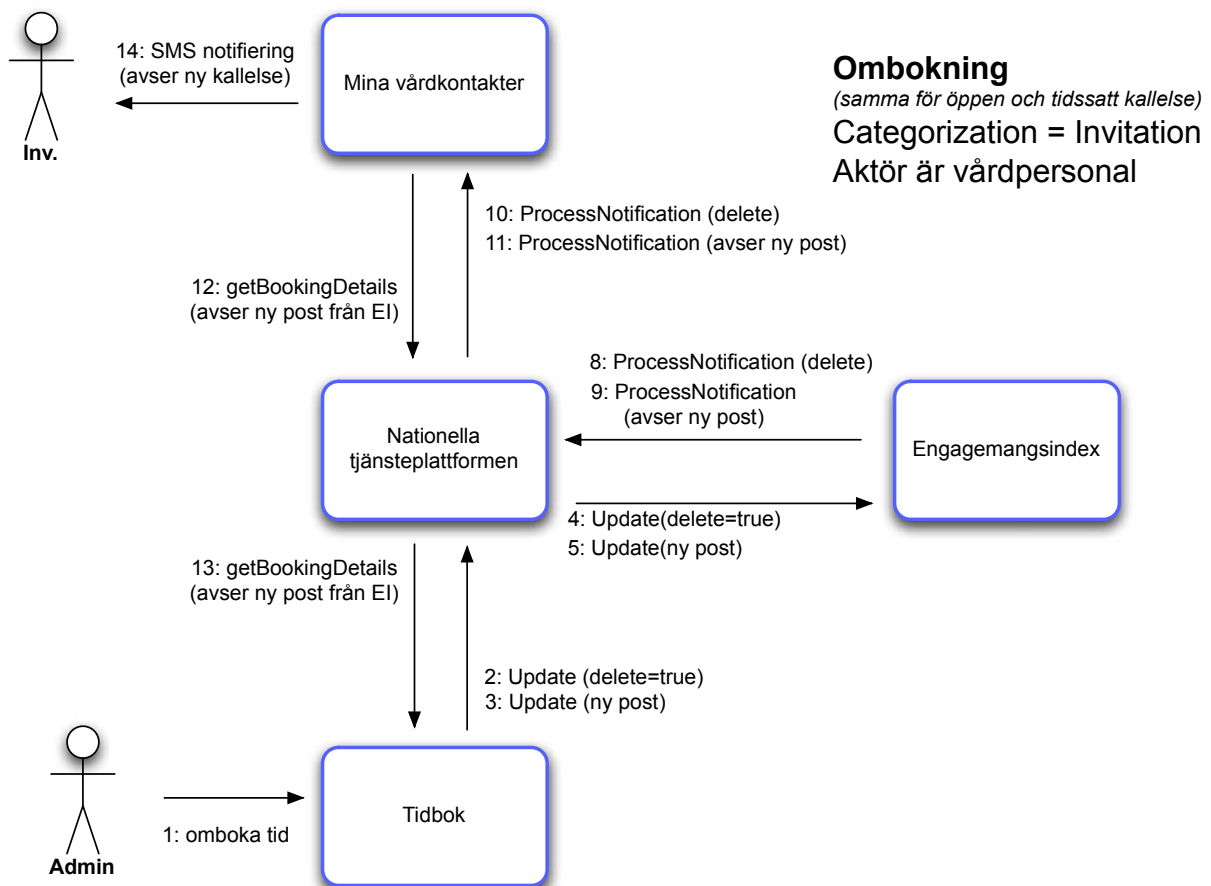 14: SMS notifiering
(avser ny kallelse)
Inv.
Mina vårdkontakter
Ombokning
(samma för öppen och tidssatt kallelse)
Categorization = Invitation
Aktör är vårdpersonal
10: ProcessNotification (delete)
11: ProcessNotification (avser ny post)
12: getBookingDetails
(avser ny post från EI)
8: ProcessNotification (delete)
9: ProcessNotification
(avser ny post)
Nationella
tjänsteplattformen
Engagemangsindex
4: Update(delete=true)
5: Update(ny post)
13: getBookingDetails
(avser ny post från EI)
2: Update (delete=true)
3: Update (ny post)
Tidbok
1: omboka tid
Admin